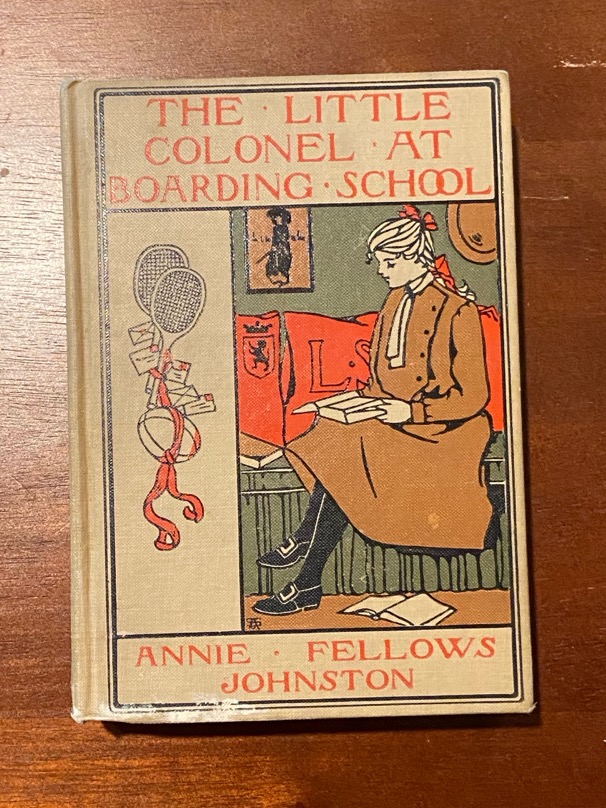 THE · LITTLE
COLONEL · AT
BOARDING · SCHOOL
L·S
ANNIE · FELLOWS
JOHNSTON